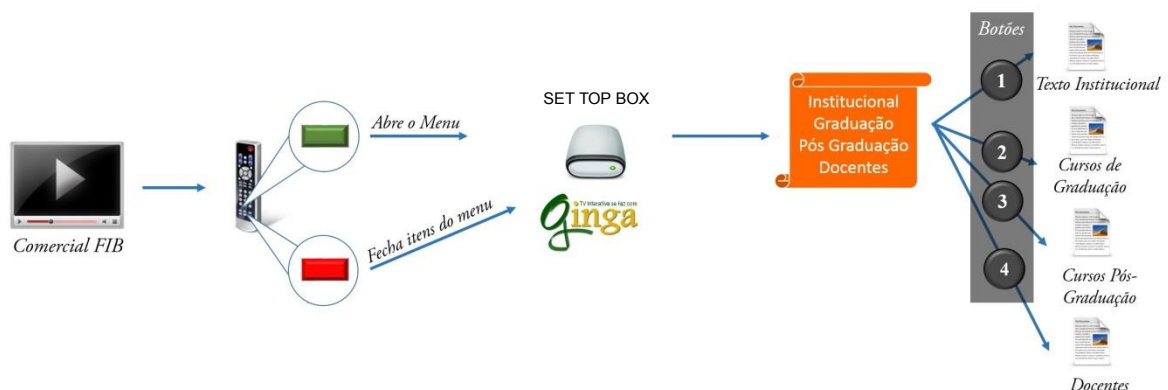 Comercial FIB
Abre o Menu
Fecha itens do menu
SET TOP BOX
TV Interativa se faz com
Ginga
Institucional
Graduação
Pós Graduação
Docentes
Botões
1
2
3
4
Texto Institucional
Cursos de
Graduação
Cursos Pós-
Graduação
Docentes